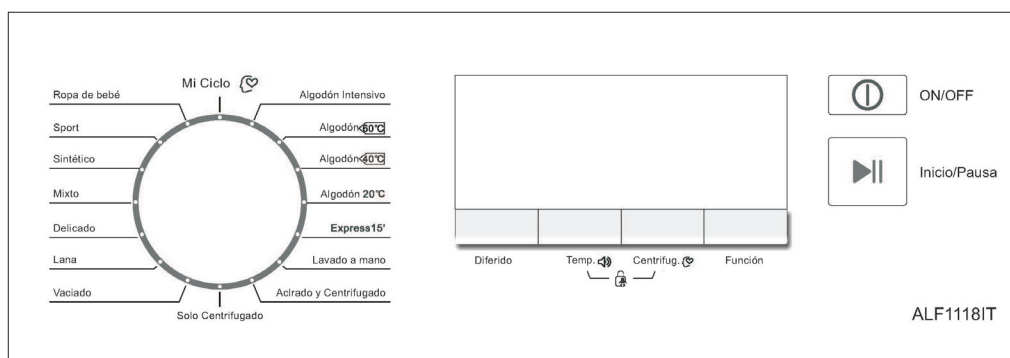 Mi Ciclo
Ropa de bebé
Sport
Sintético
Mixto
Delicado
Lana
Vaciado
Algodón Intensivo
Algodón 60°C
Algodón 40°C
Algodón 20°C
Express15'
Lavado a mano
Aclrado y Centrifugado
Solo Centrifugado
Diferido
Temp.
Centrifug.
Función
ON/OFF
Inicio/Pausa
ALF1118IT